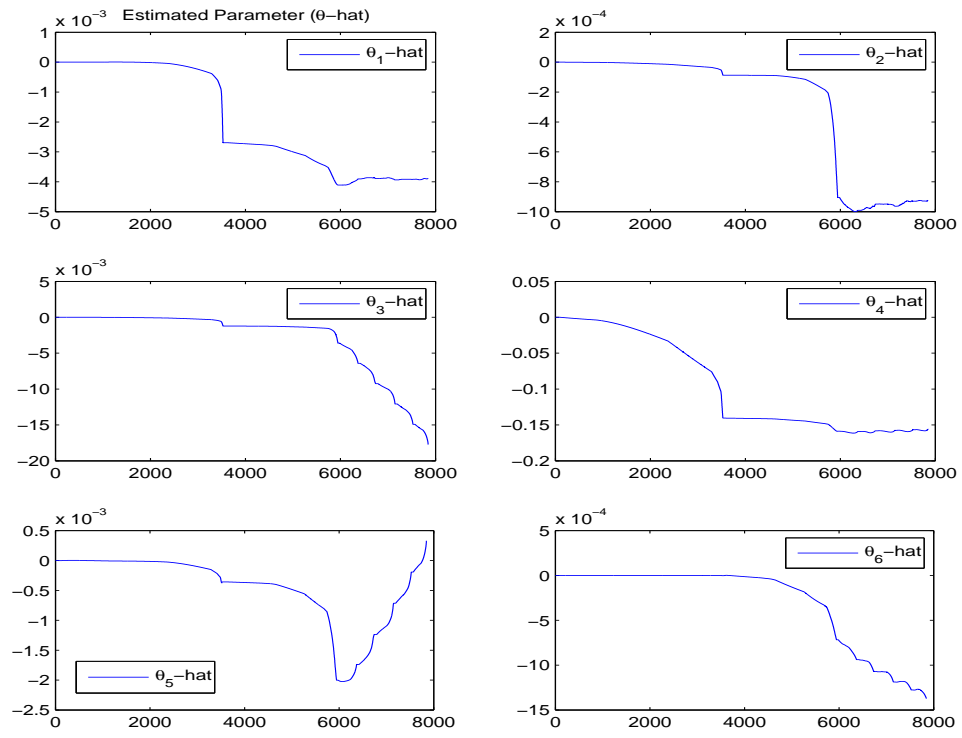 x 10⁻³ Estimated Parameter (θ−hat)
1
0
−1
−2
−3
−4
−5
0 2000 4000 6000 8000
θ₁−hat
x 10⁻⁴
2
0
−2
−4
−6
−8
−10
0 2000 4000 6000 8000
θ₂−hat
x 10⁻³
5
0
−5
−10
−15
−20
0 2000 4000 6000 8000
θ₃−hat
0.05
0
−0.05
−0.1
−0.15
−0.2
0 2000 4000 6000 8000
θ₄−hat
x 10⁻³
0.5
0
−0.5
−1
−1.5
−2
−2.5
0 2000 4000 6000 8000
θ₅−hat
x 10⁻⁴
5
0
−5
−10
−15
0 2000 4000 6000 8000
θ₆−hat